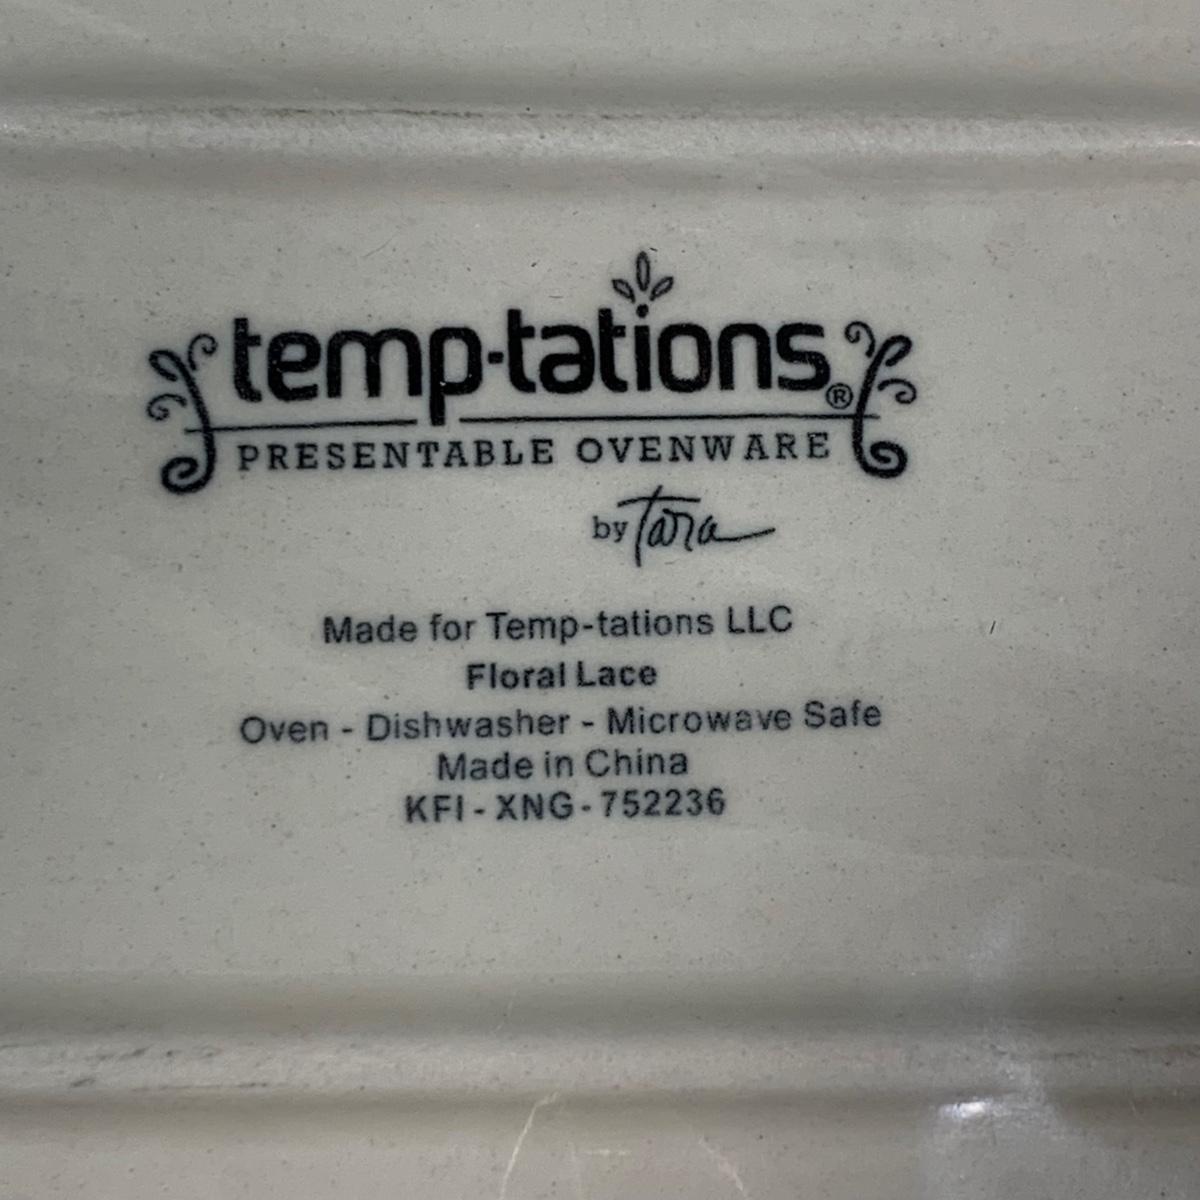 temp-tations®
PRESENTABLE OVENWARE
by Tara
Made for Temp-tations LLC
Floral Lace
Oven - Dishwasher - Microwave Safe
Made in China
KFI - XNG - 752236